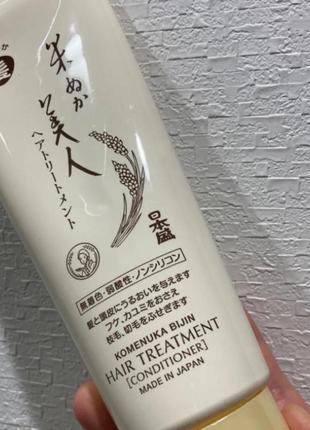 米ぬか美人
ヘアトリートメント
日本盛
無着色・弱酸性・ノンシリコン
髪と頭皮にうるおいを与えます
フケ、カユミをおさえ
枝毛、切毛をふせぎます
KOMENUKA BIJIN
HAIR TREATMENT
[CONDITIONER]
MADE IN JAPAN